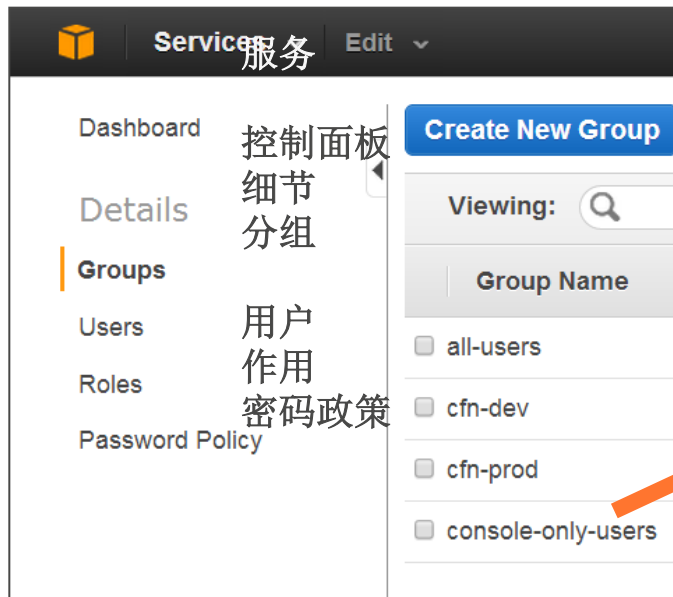 Services 服务 Edit
Dashboard 控制面板
Details 细节
分组
Groups
Users 用户
Roles 作用
Password Policy 密码政策
Create New Group
Viewing:
Group Name
all-users
cfn-dev
cfn-prod
console-only-users